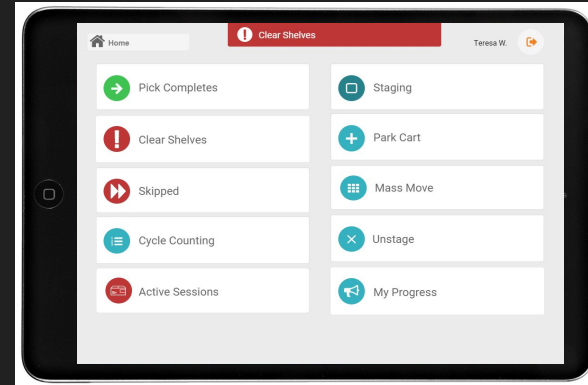 Home
Clear Shelves
Teresa W.
Pick Completes
Staging
Clear Shelves
Park Cart
Skipped
Mass Move
Cycle Counting
Unstage
Active Sessions
My Progress